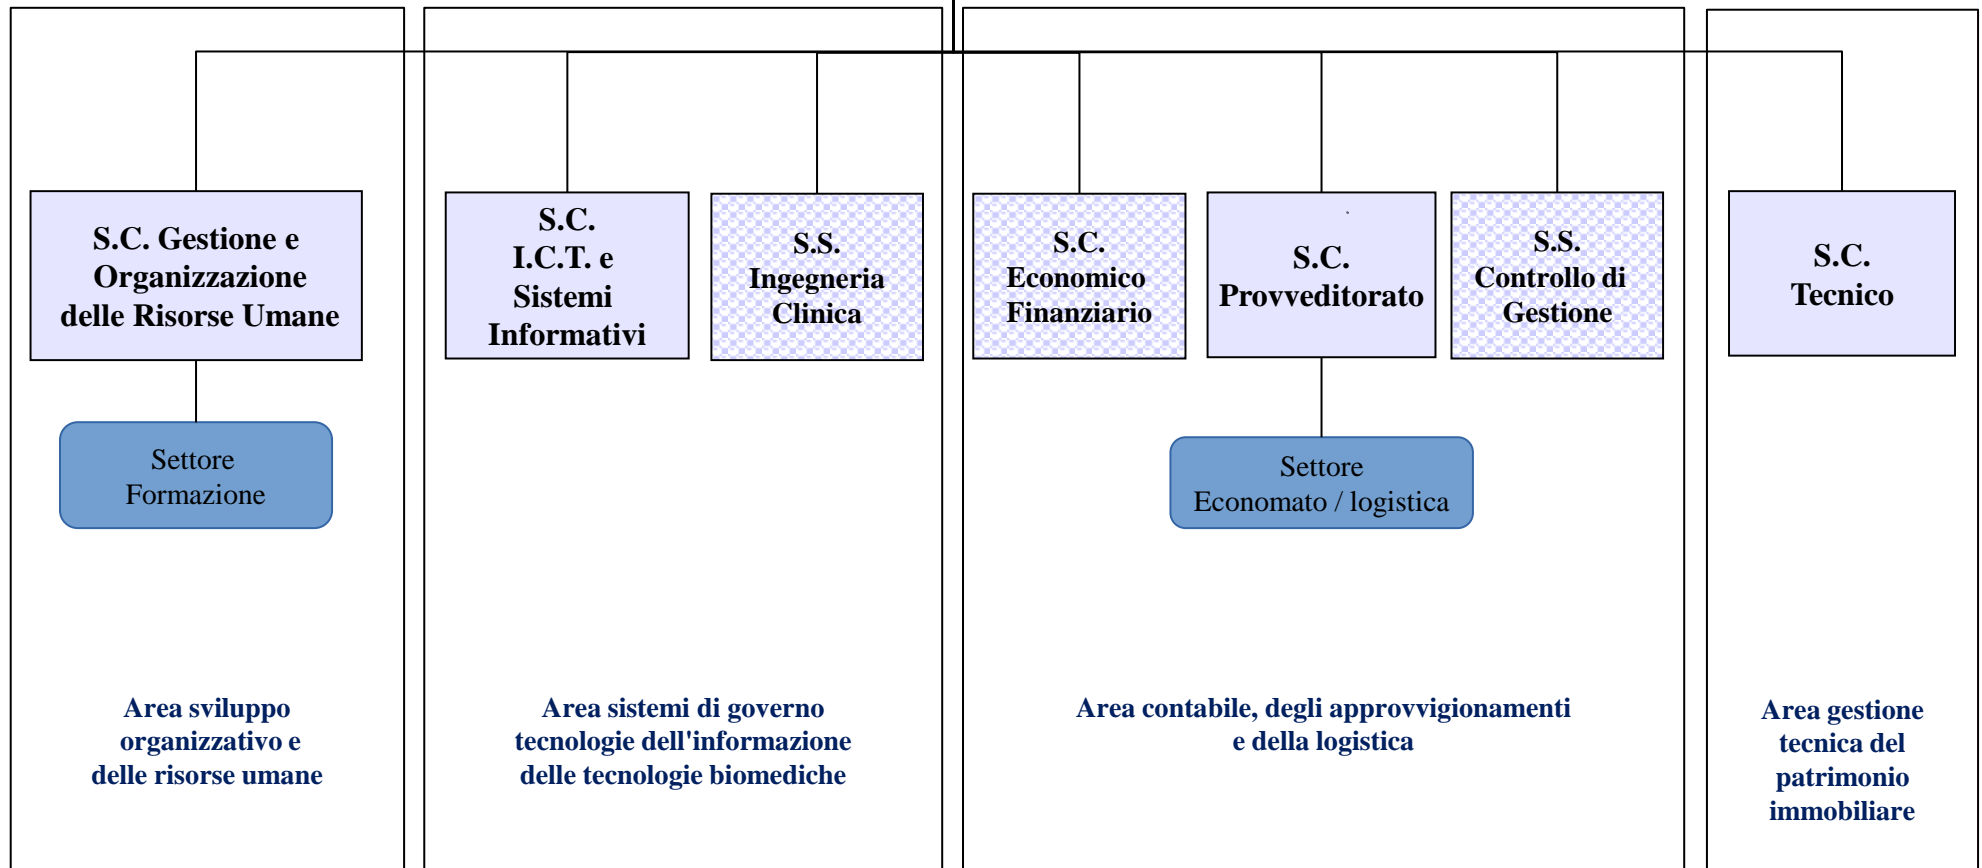 S.C. Gestione e
Organizzazione
delle Risorse Umane
S.C.
I.C.T. e
Sistemi
Informativi
S.S.
Ingegneria
Clinica
S.C.
Economico
Finanziario
S.C.
Provveditorato
S.S.
Controllo di
Gestione
S.C.
Tecnico
Settore
Formazione
Settore
Economato / logistica
Area sviluppo
organizzativo e
delle risorse umane
Area sistemi di governo
tecnologie dell'informazione
delle tecnologie biomediche
Area contabile, degli approvvigionamenti
e della logistica
Area gestione
tecnica del
patrimonio
immobiliare